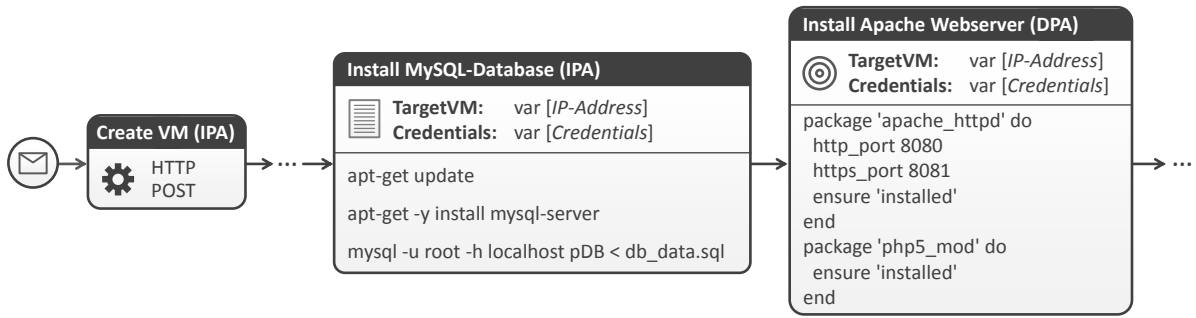 Create VM (IPA)
HTTP
POST
...
Install MySQL-Database (IPA)
TargetVM: var [IP-Address]
Credentials: var [Credentials]
apt-get update
apt-get -y install mysql-server
mysql -u root -h localhost pDB < db_data.sql
Install Apache Webserver (DPA)
TargetVM: var [IP-Address]
Credentials: var [Credentials]
package 'apache_httpd' do
http_port 8080
https_port 8081
ensure 'installed'
end
package 'php5_mod' do
ensure 'installed'
end
...